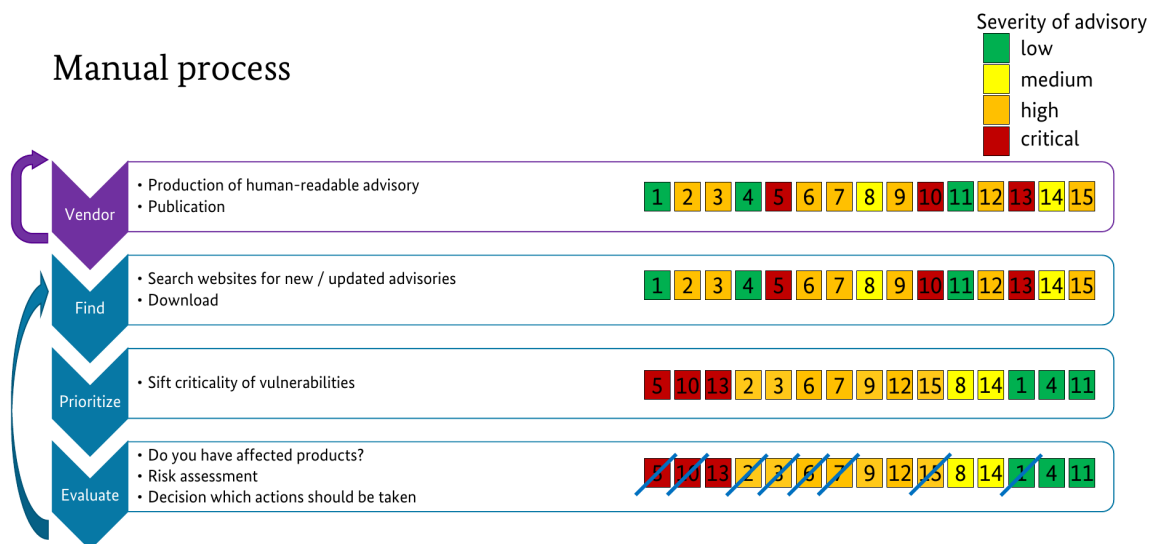 Severity of advisory
low
medium
high
critical
Manual process
Vendor
• Production of human-readable advisory
• Publication
1 2 3 4 5 6 7 8 9 10 11 12 13 14 15
Find
• Search websites for new / updated advisories
• Download
1 2 3 4 5 6 7 8 9 10 11 12 13 14 15
Prioritize
• Sift criticality of vulnerabilities
5 10 13 2 3 6 7 9 12 15 8 14 1 4 11
Evaluate
• Do you have affected products?
• Risk assessment
• Decision which actions should be taken
5 10 13 2 3 6 7 9 12 15 8 14 1 4 11